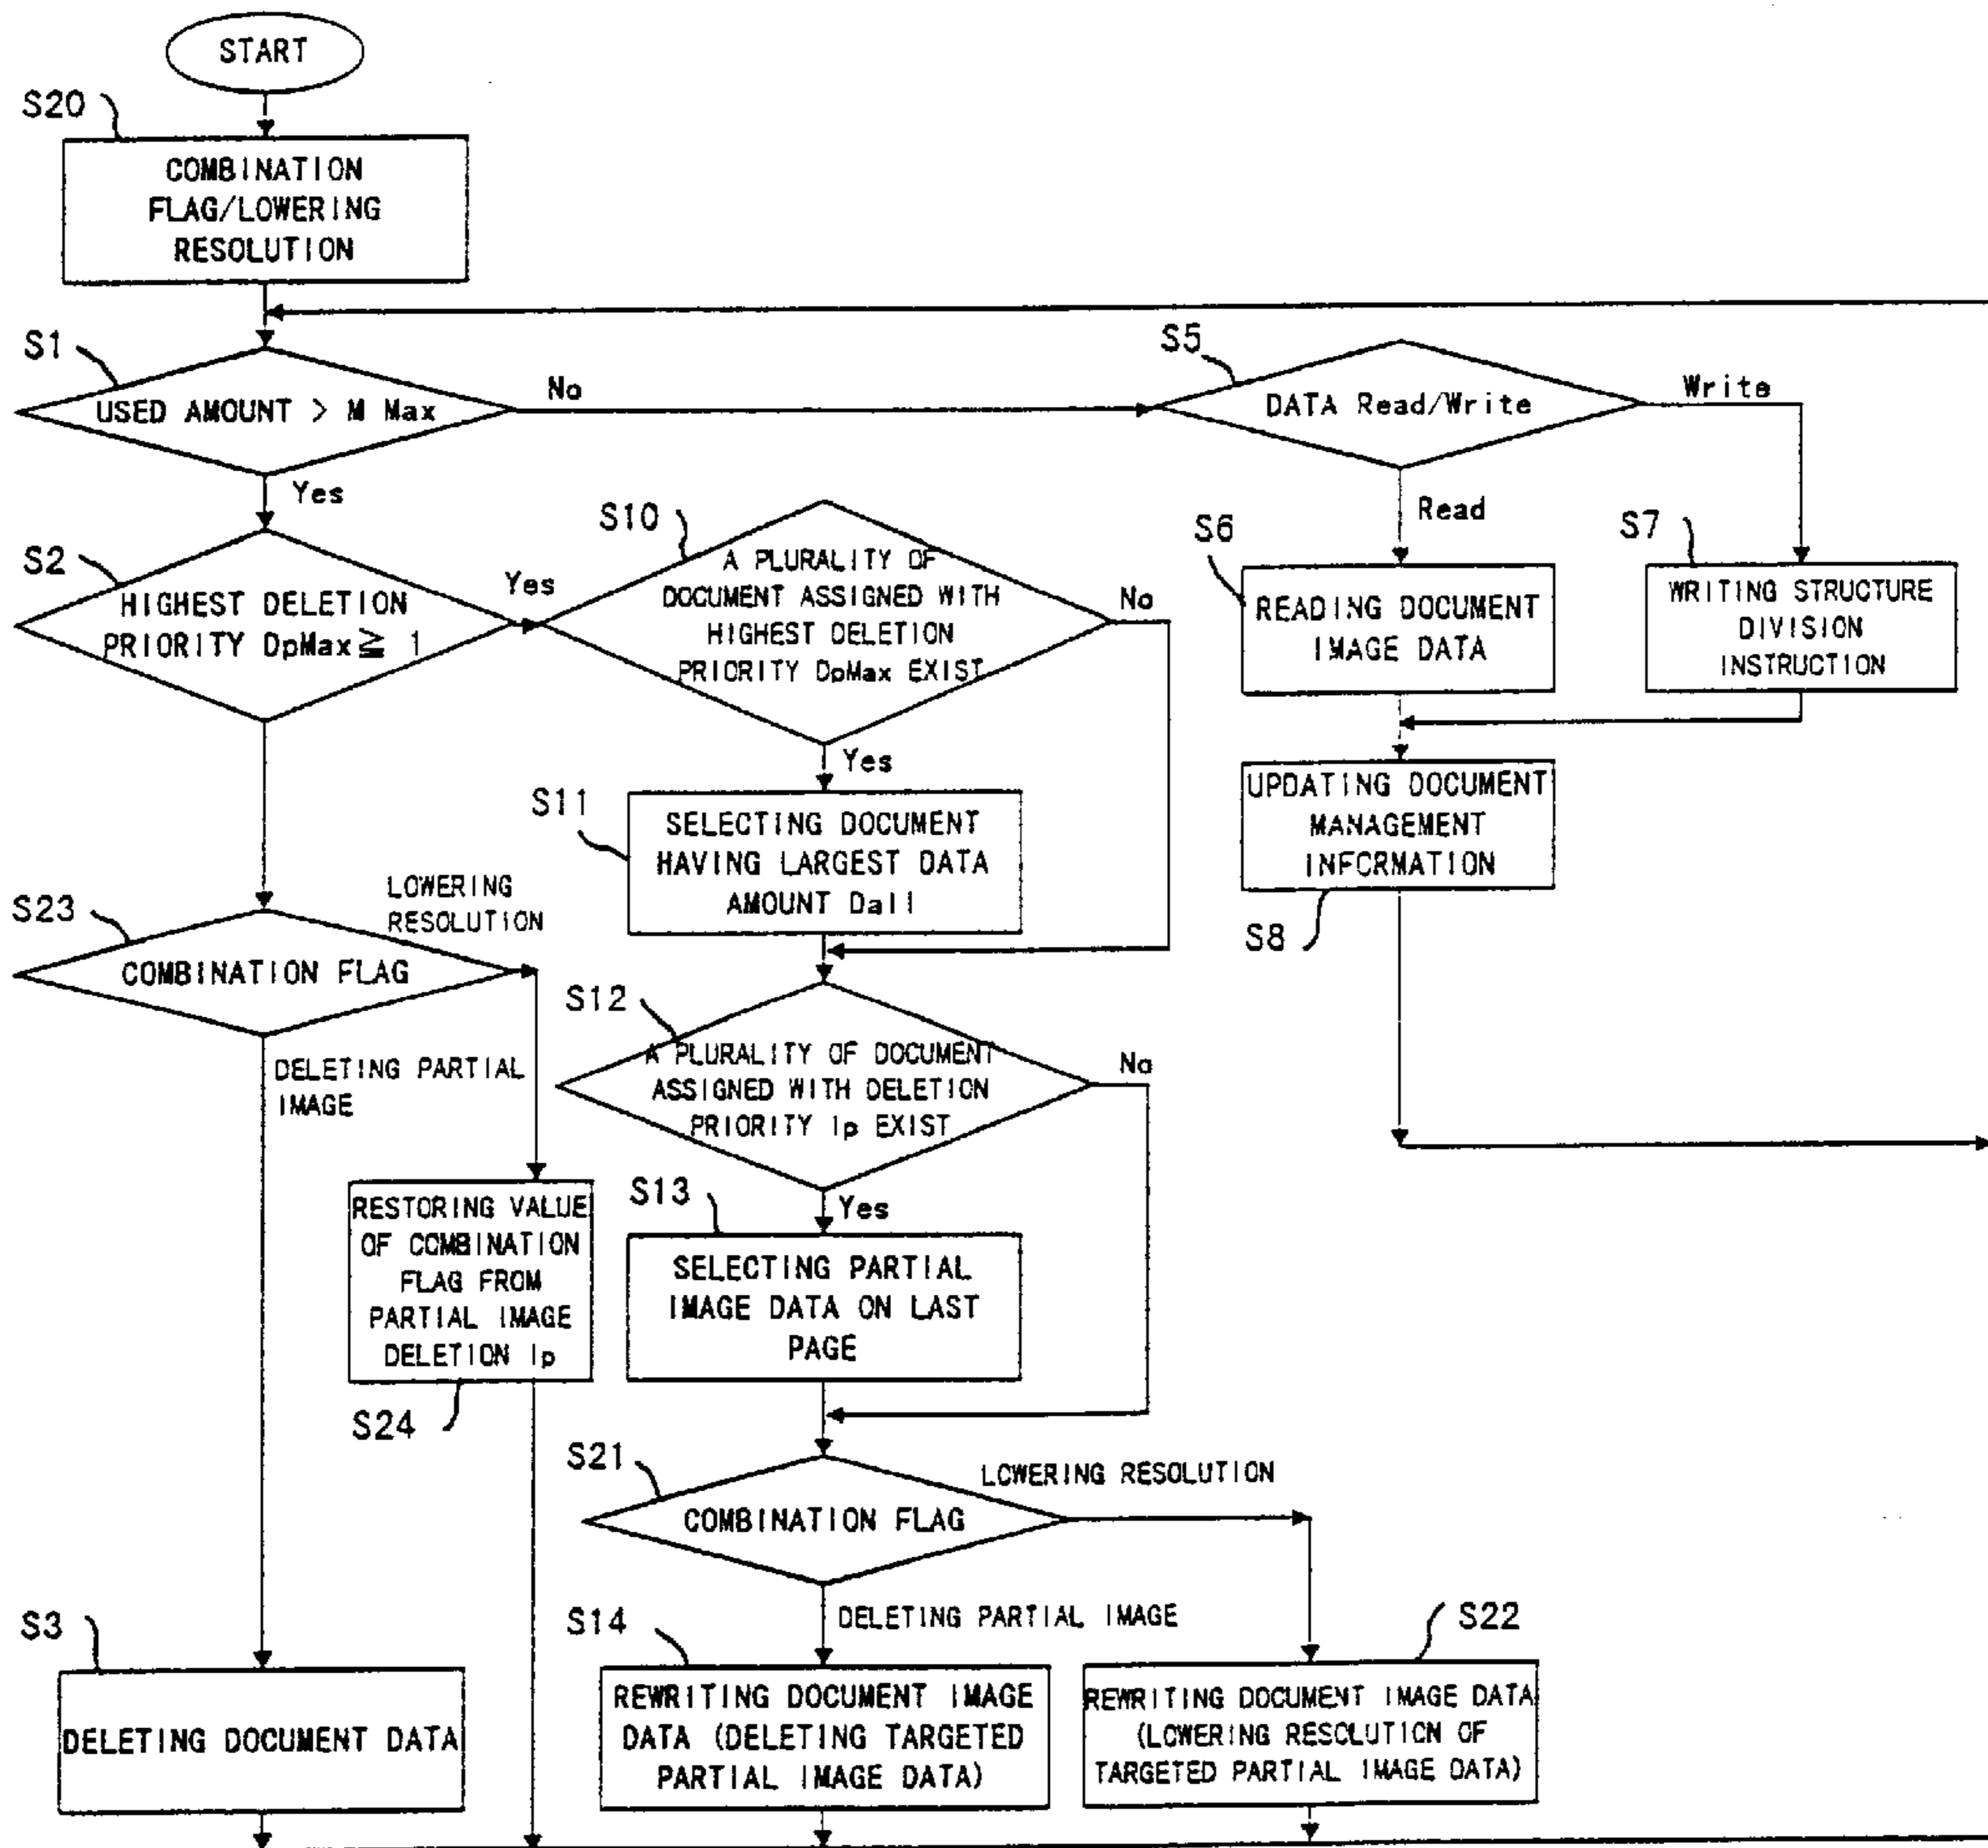 START
S20
COMBINATION
FLAG/LOWERING
RESOLUTION
S1
USED AMOUNT > M Max
No
Yes
S5
DATA Read/Write
Write
Read
S2
HIGHEST DELETION
PRIORITY DpMax ≧ 1
Yes
S10
A PLURALITY OF
DOCUMENT ASSIGNED WITH
HIGHEST DELETION
PRIORITY DpMax EXIST
No
Yes
S6
READING DOCUMENT
IMAGE DATA
S7
WRITING STRUCTURE
DIVISION
INSTRUCTION
S11
SELECTING DOCUMENT
HAVING LARGEST DATA
AMOUNT Dall
UPDATING DOCUMENT
MANAGEMENT
INFORMATION
S8
S23
COMBINATION FLAG
LOWERING
RESOLUTION
DELETING PARTIAL
IMAGE
S12
A PLURALITY OF DOCUMENT
ASSIGNED WITH DELETION
PRIORITY Ip EXIST
No
Yes
RESTORING VALUE
OF COMBINATION
FLAG FROM
PARTIAL IMAGE
DELETION Ip
S24
S13
SELECTING PARTIAL
IMAGE DATA ON LAST
PAGE
S21
COMBINATION FLAG
LOWERING RESOLUTION
DELETING PARTIAL IMAGE
S3
DELETING DOCUMENT DATA
S14
REWRITING DOCUMENT IMAGE
DATA (DELETING TARGETED
PARTIAL IMAGE DATA)
S22
REWRITING DOCUMENT IMAGE DATA
(LOWERING RESOLUTION OF
TARGETED PARTIAL IMAGE DATA)